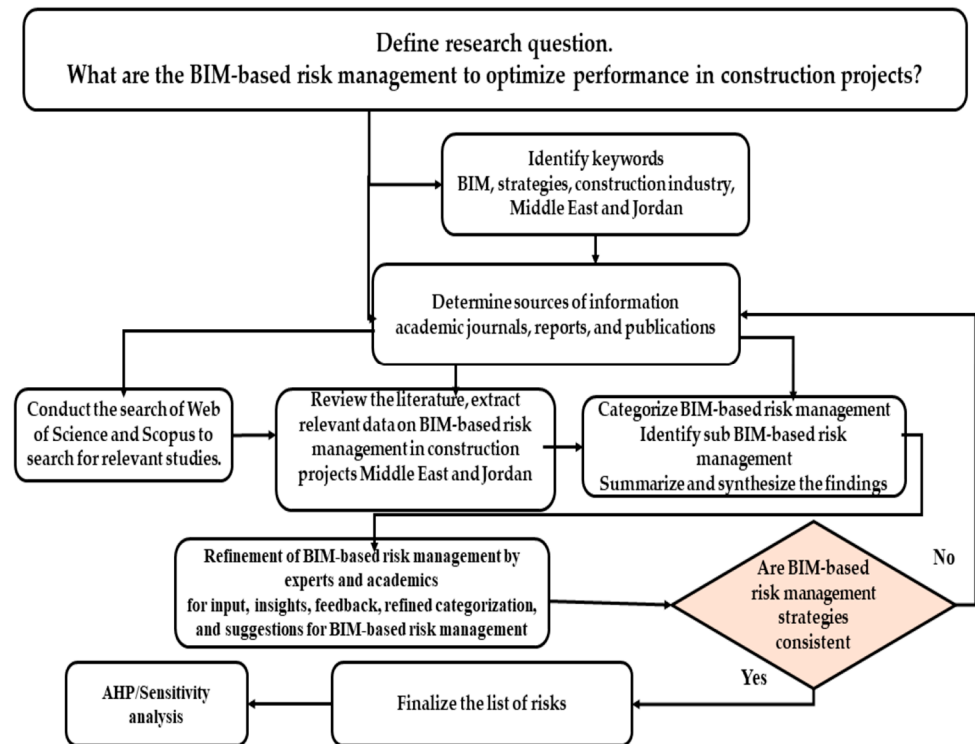 Define research question.
What are the BIM-based risk management to optimize performance in construction projects?
Identify keywords
BIM, strategies, construction industry,
Middle East and Jordan
Determine sources of information
academic journals, reports, and publications
Conduct the search of Web
of Science and Scopus to
search for relevant studies.
Review the literature, extract
relevant data on BIM-based risk
management in construction
projects Middle East and Jordan
Categorize BIM-based risk management
Identify sub BIM-based risk
management
Summarize and synthesize the findings
Refinement of BIM-based risk management by
experts and academics
for input, insights, feedback, refined categorization,
and suggestions for BIM-based risk management
Are BIM-based
risk management
strategies
consistent
No
Yes
Finalize the list of risks
AHP/Sensitivity
analysis